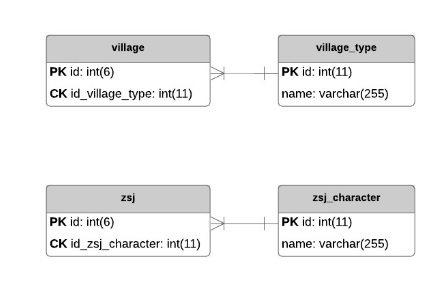 village
PK id: int(6)
CK id_village_type: int(11)
village_type
PK id: int(11)
name: varchar(255)
zsj
PK id: int(6)
CK id_zsj_character: int(11)
zsj_character
PK id: int(11)
name: varchar(255)